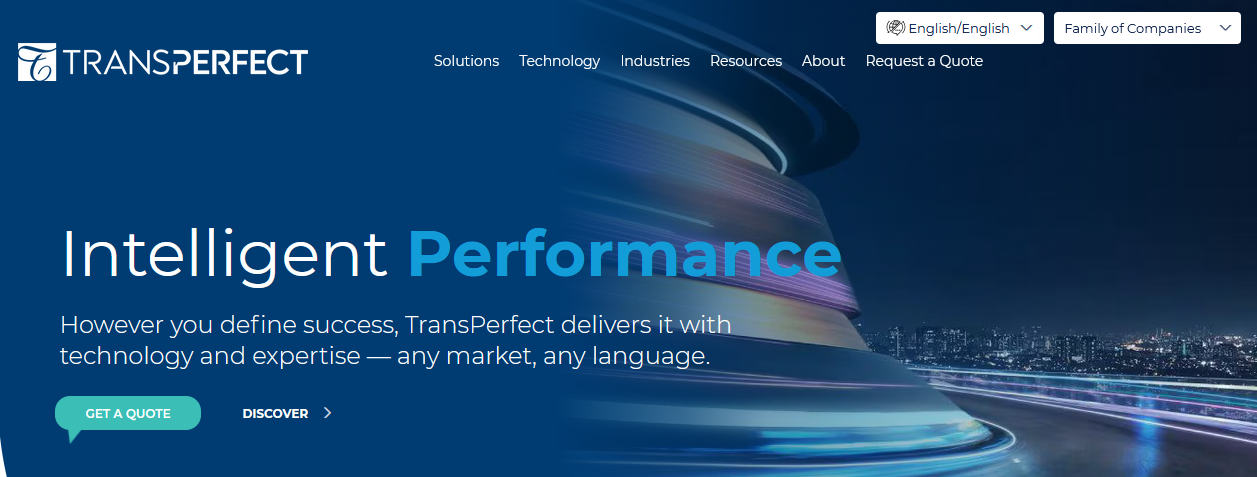 English/English
Family of Companies
TRANSPERFECT
Solutions Technology Industries Resources About Request a Quote
Intelligent Performance
However you define success, TransPerfect delivers it with
technology and expertise — any market, any language.
GET A QUOTE DISCOVER